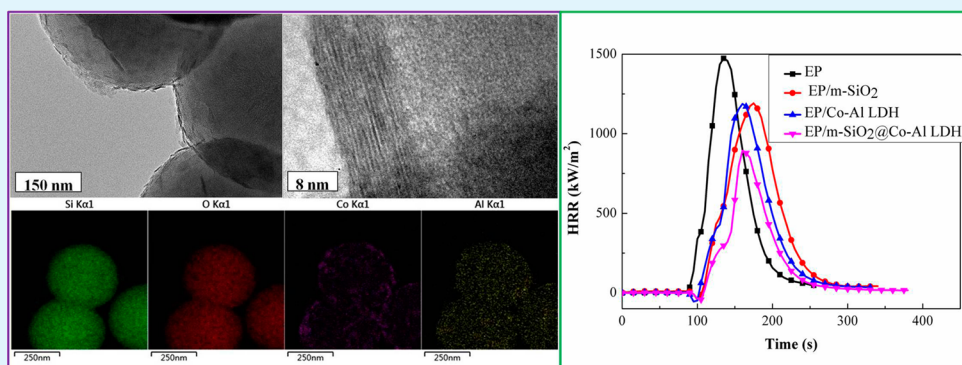 150 nm
8 nm
Si Kα1
O Kα1
Co Kα1
Al Kα1
250nm
250nm
250nm
250nm
HRR (kW/m²)
1500
1000
500
0
EP
EP/m-SiO₂
EP/Co-Al LDH
EP/m-SiO₂@Co-Al LDH
0 100 200 300 400
Time (s)